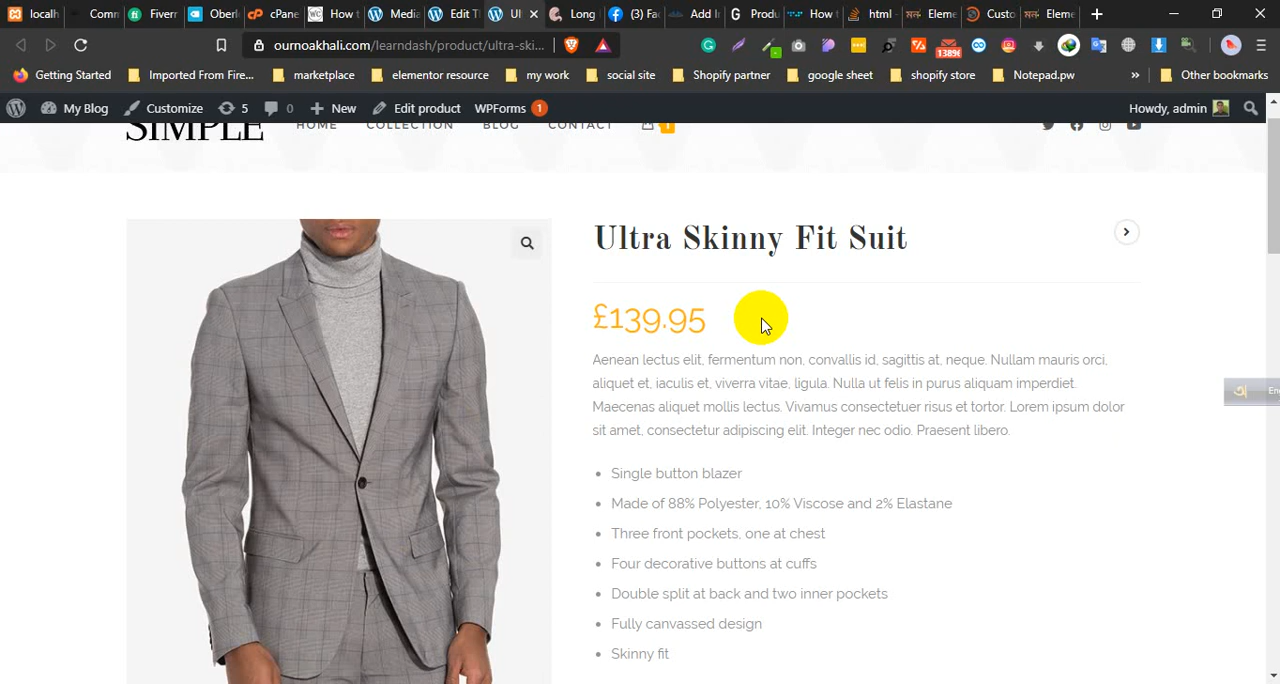 localh
Comm
Fiverr
Oberl
cPane
How t
Media
Edit T
Ul
Long
(3) Fac
Add In
Produ
How t
html
Eleme
Custo
Eleme
ournoakhali.com/learndash/product/ultra-ski...
Getting Started
Imported From Fire...
marketplace
elementor resource
my work
social site
Shopify partner
google sheet
shopify store
Notepad.pw
»
Other bookmarks
My Blog
Customize
5
0
New
Edit product
WPForms 1
Howdy, admin
SIMPLE
HOME
COLLECTION
BLOG
CONTACT
1
Ultra Skinny Fit Suit
£139.95
Aenean lectus elit, fermentum non, convallis id, sagittis at, neque. Nullam mauris orci,
aliquet et, iaculis et, viverra vitae, ligula. Nulla ut felis in purus aliquam imperdiet.
Maecenas aliquet mollis lectus. Vivamus consectetuer risus et tortor. Lorem ipsum dolor
sit amet, consectetur adipiscing elit. Integer nec odio. Praesent libero.
• Single button blazer
• Made of 88% Polyester, 10% Viscose and 2% Elastane
• Three front pockets, one at chest
• Four decorative buttons at cuffs
• Double split at back and two inner pockets
• Fully canvassed design
• Skinny fit